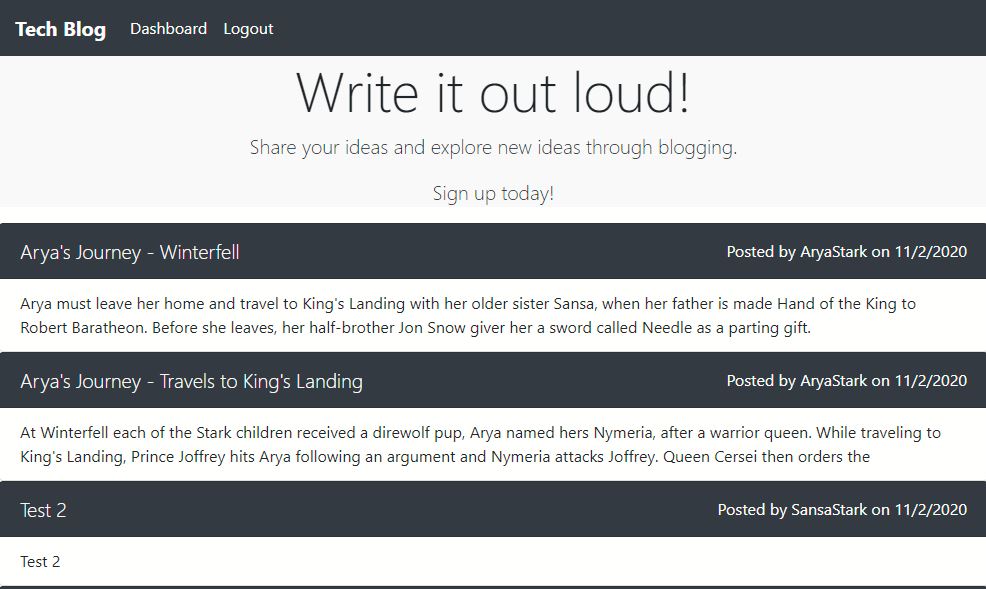 Tech Blog Dashboard Logout
Write it out loud!
Share your ideas and explore new ideas through blogging.
Sign up today!
Arya's Journey - Winterfell Posted by AryaStark on 11/2/2020
Arya must leave her home and travel to King's Landing with her older sister Sansa, when her father is made Hand of the King to
Robert Baratheon. Before she leaves, her half-brother Jon Snow giver her a sword called Needle as a parting gift.
Arya's Journey - Travels to King's Landing Posted by AryaStark on 11/2/2020
At Winterfell each of the Stark children received a direwolf pup, Arya named hers Nymeria, after a warrior queen. While traveling to
King's Landing, Prince Joffrey hits Arya following an argument and Nymeria attacks Joffrey. Queen Cersei then orders the
Test 2 Posted by SansaStark on 11/2/2020
Test 2